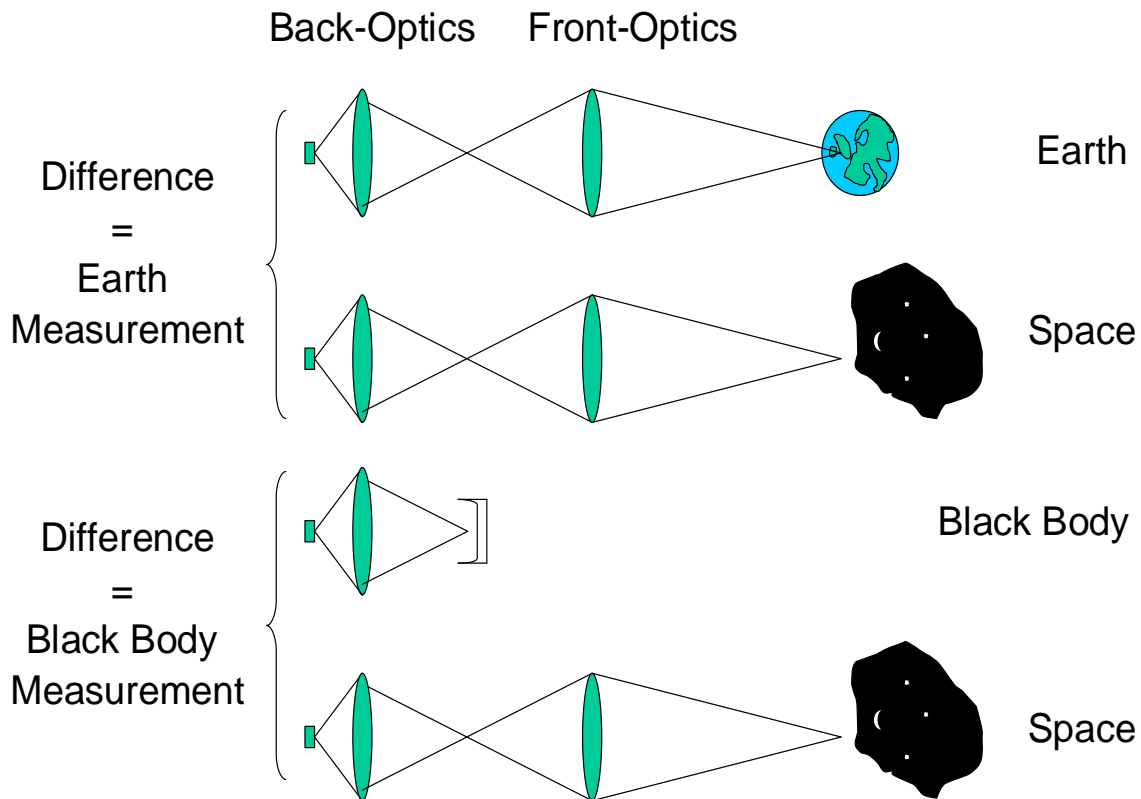 Back-Optics Front-Optics
Difference
=
Earth
Measurement
Earth
Space
Difference
=
Black Body
Measurement
Black Body
Space